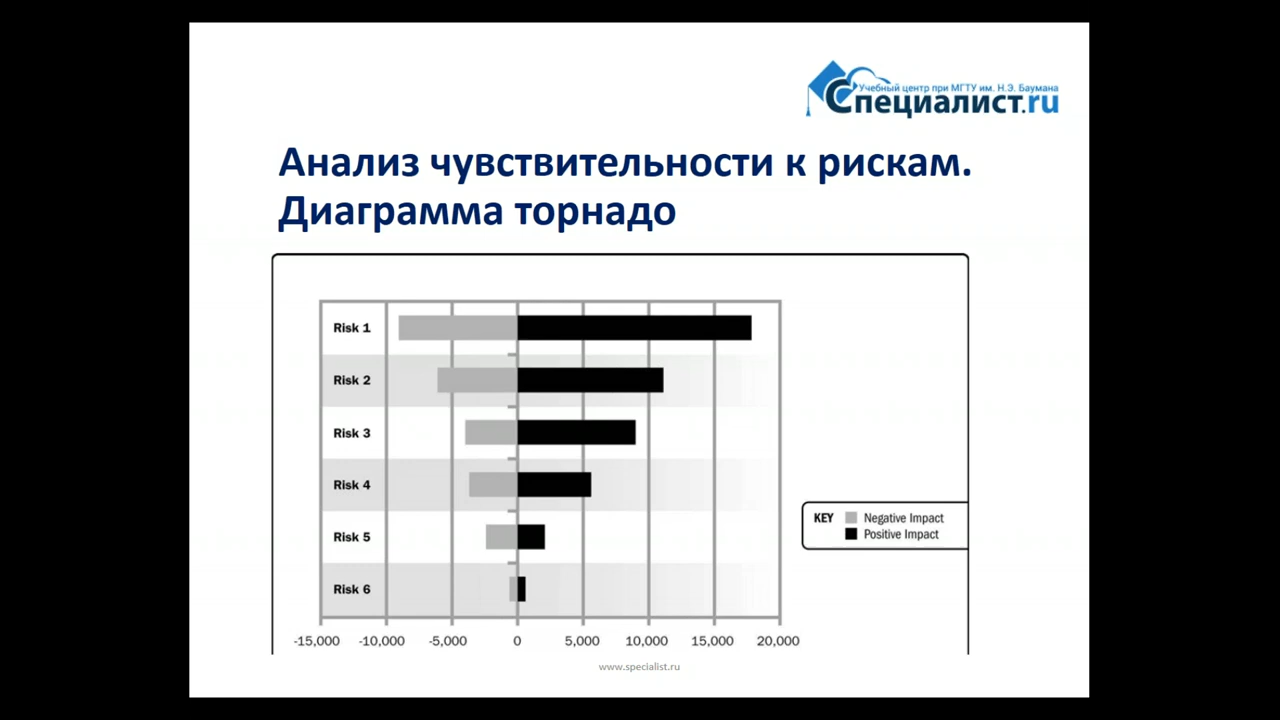 Учебный центр при МГТУ им. Н.Э. Баумана
Специалист.ru
Анализ чувствительности к рискам.
Диаграмма торнадо
Risk 1
Risk 2
Risk 3
Risk 4
Risk 5
Risk 6
KEY Negative Impact
Positive Impact
-15,000 -10,000 -5,000 0 5,000 10,000 15,000 20,000
www.specialist.ru